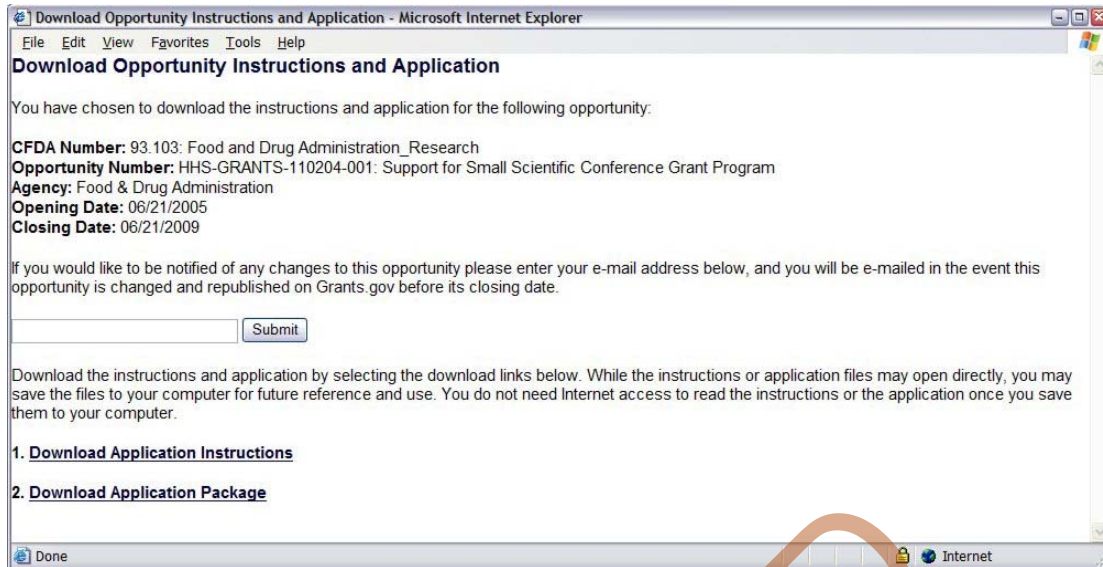 Download Opportunity Instructions and Application - Microsoft Internet Explorer
File Edit View Favorites Tools Help
Download Opportunity Instructions and Application
You have chosen to download the instructions and application for the following opportunity:
CFDA Number: 93.103: Food and Drug Administration_Research
Opportunity Number: HHS-GRANTS-110204-001: Support for Small Scientific Conference Grant Program
Agency: Food & Drug Administration
Opening Date: 06/21/2005
Closing Date: 06/21/2009
If you would like to be notified of any changes to this opportunity please enter your e-mail address below, and you will be e-mailed in the event this
opportunity is changed and republished on Grants.gov before its closing date.
Submit
Download the instructions and application by selecting the download links below. While the instructions or application files may open directly, you may
save the files to your computer for future reference and use. You do not need Internet access to read the instructions or the application once you save
them to your computer.
1. Download Application Instructions
2. Download Application Package
Done Internet